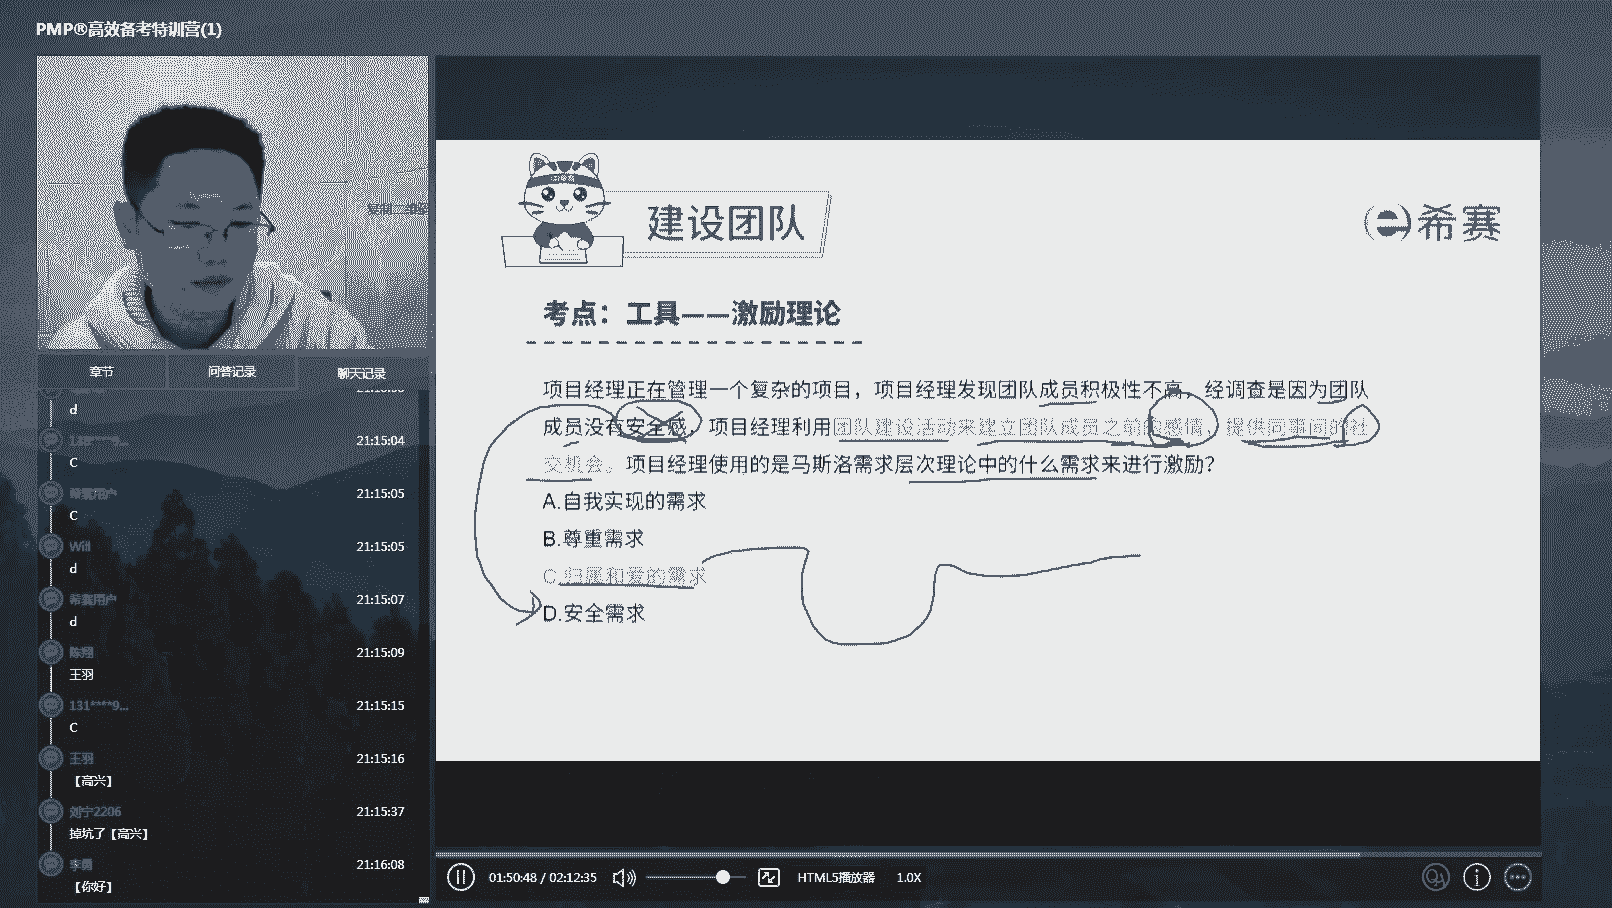 PMP®高效备考特训营(1)
建设团队
希赛
考点：工具——激励理论
项目经理正在管理一个复杂的项目，项目经理发现团队成员积极性不高，经调查是因为团队
成员没有安全感，项目经理利用团队建设活动来建立团队成员之前的感情，提供同事间的社
交机会。项目经理使用的是马斯洛需求层次理论中的什么需求来进行激励？
A.自我实现的需求
B.尊重需求
C.归属和爱的需求
D.安全需求
章节
问答记录
聊天记录
d
21:15:04
C
希赛用户
21:15:05
C
Will
21:15:05
d
希赛用户
21:15:07
d
陈翔
21:15:09
王羽
131****9...
21:15:15
C
王羽
21:15:16
【高兴】
刘宁2206
21:15:37
掉坑了【高兴】
李勇
21:16:08
【你好】
01:50:48 / 02:12:35
HTML5播放器
1.0X